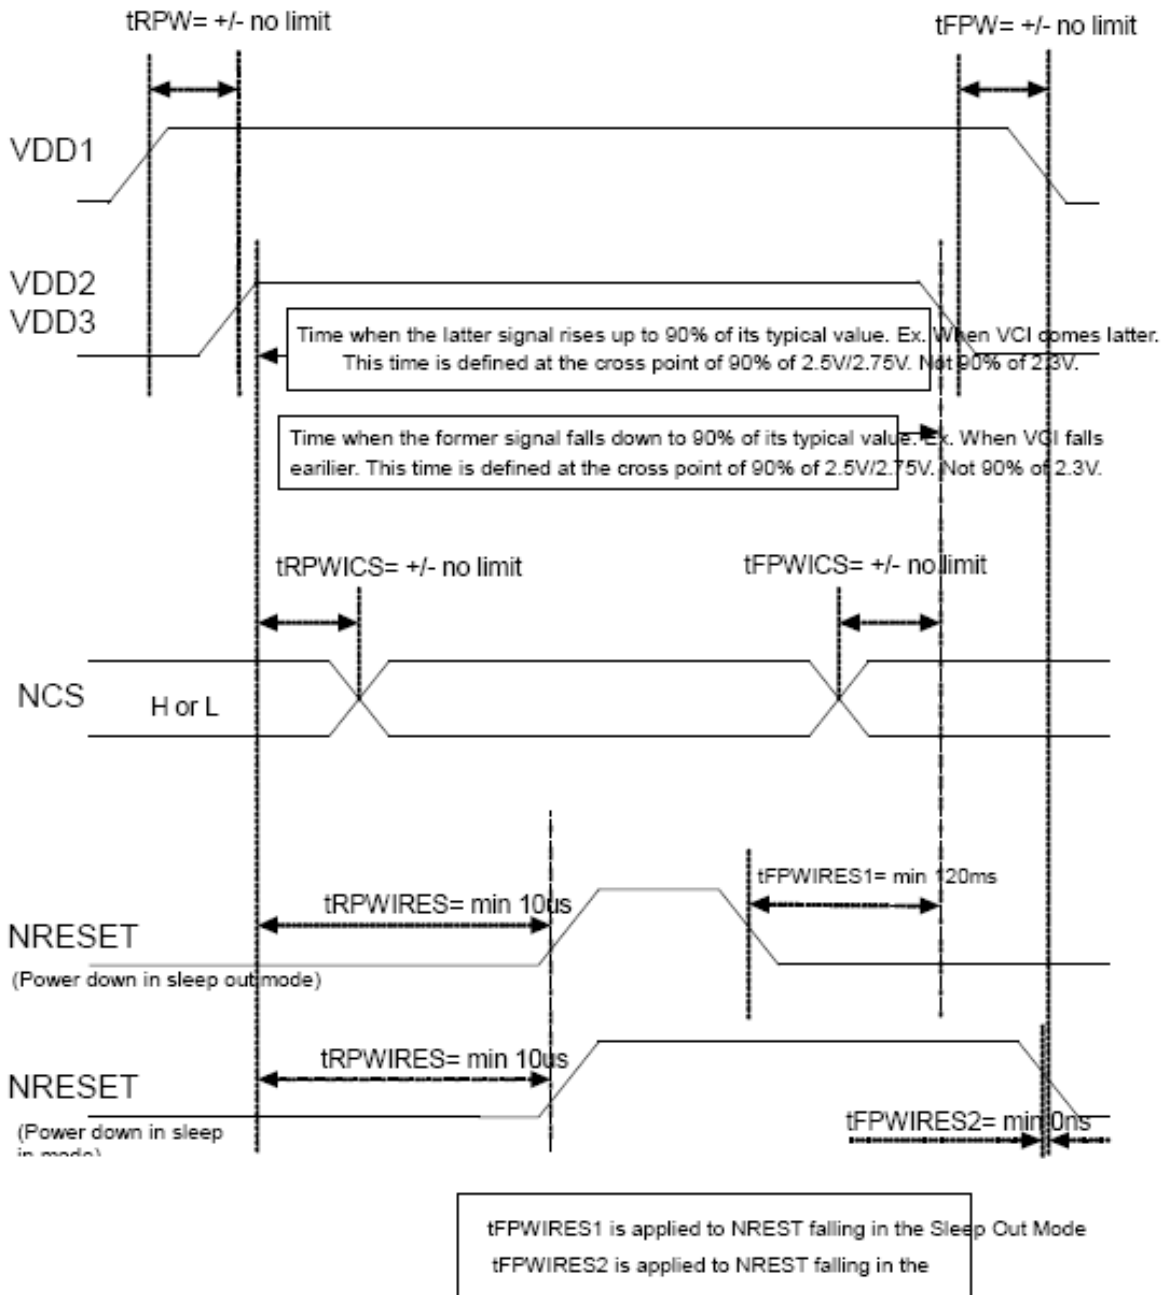 tRPW= +/- no limit
tFPW= +/- no limit
VDD1
VDD2
VDD3
Time when the latter signal rises up to 90% of its typical value. Ex. When VCI comes latter.
This time is defined at the cross point of 90% of 2.5V/2.75V. Not 90% of 2.3V.
Time when the former signal falls down to 90% of its typical value. Ex. When VCI falls
earilier. This time is defined at the cross point of 90% of 2.5V/2.75V. Not 90% of 2.3V.
tRPWICS= +/- no limit
tFPWICS= +/- no limit
NCS
H or L
tFPWIRES1= min 120ms
tRPWIRES= min 10us
NRESET
(Power down in sleep out mode)
tRPWIRES= min 10us
NRESET
tFPWIRES2= min 0ns
(Power down in sleep
in mode)
tFPWIRES1 is applied to NREST falling in the Sleep Out Mode
tFPWIRES2 is applied to NREST falling in the